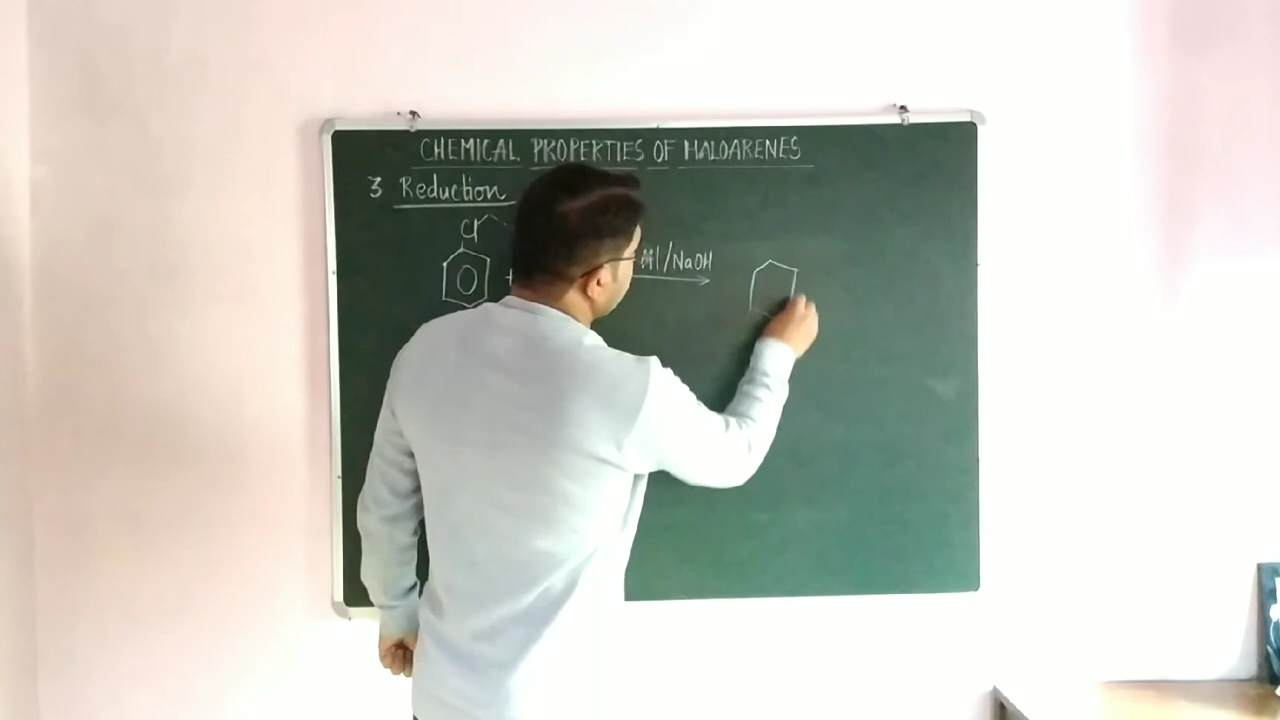 CHEMICAL PROPERTIES OF HALOARENES
3 Reduction
Cl
+ /NaOH